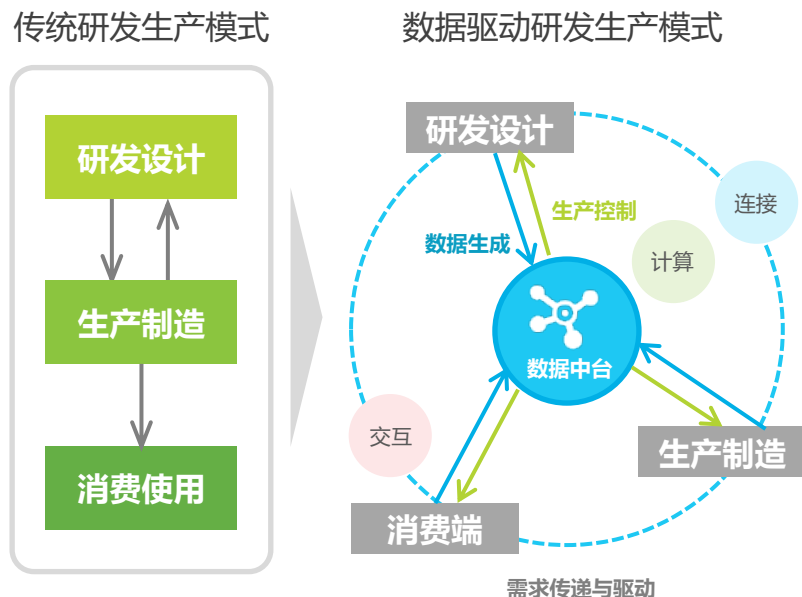 传统研发生产模式
数据驱动研发生产模式
研发设计
生产制造
消费使用
研发设计
生产控制
数据生成
连接
计算
数据中台
交互
生产制造
消费端
需求传递与驱动